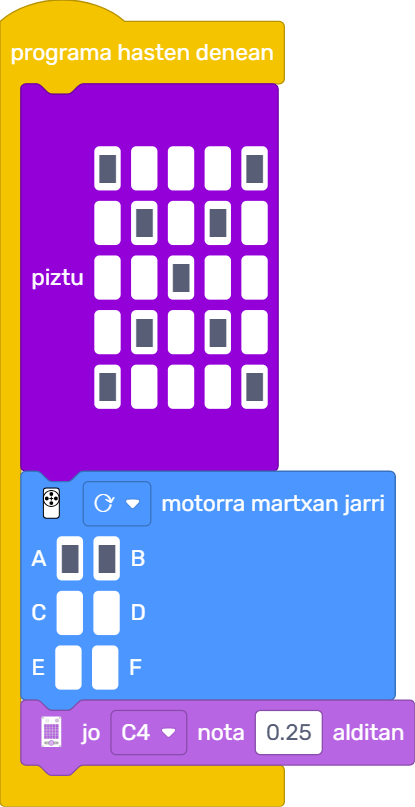 programa hasten denean
piztu
motorra martxan jarri
A B
C D
E F
jo C4 nota 0.25 alditan